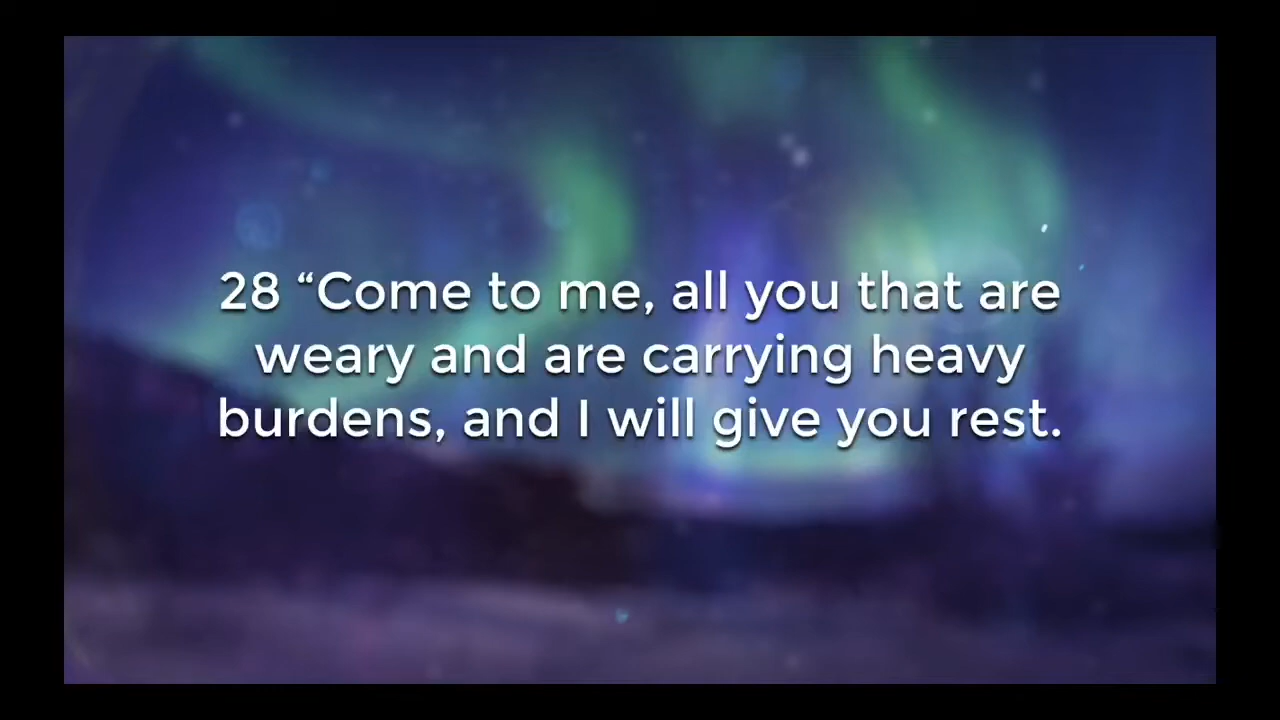 28 “Come to me, all you that are
weary and are carrying heavy
burdens, and I will give you rest.